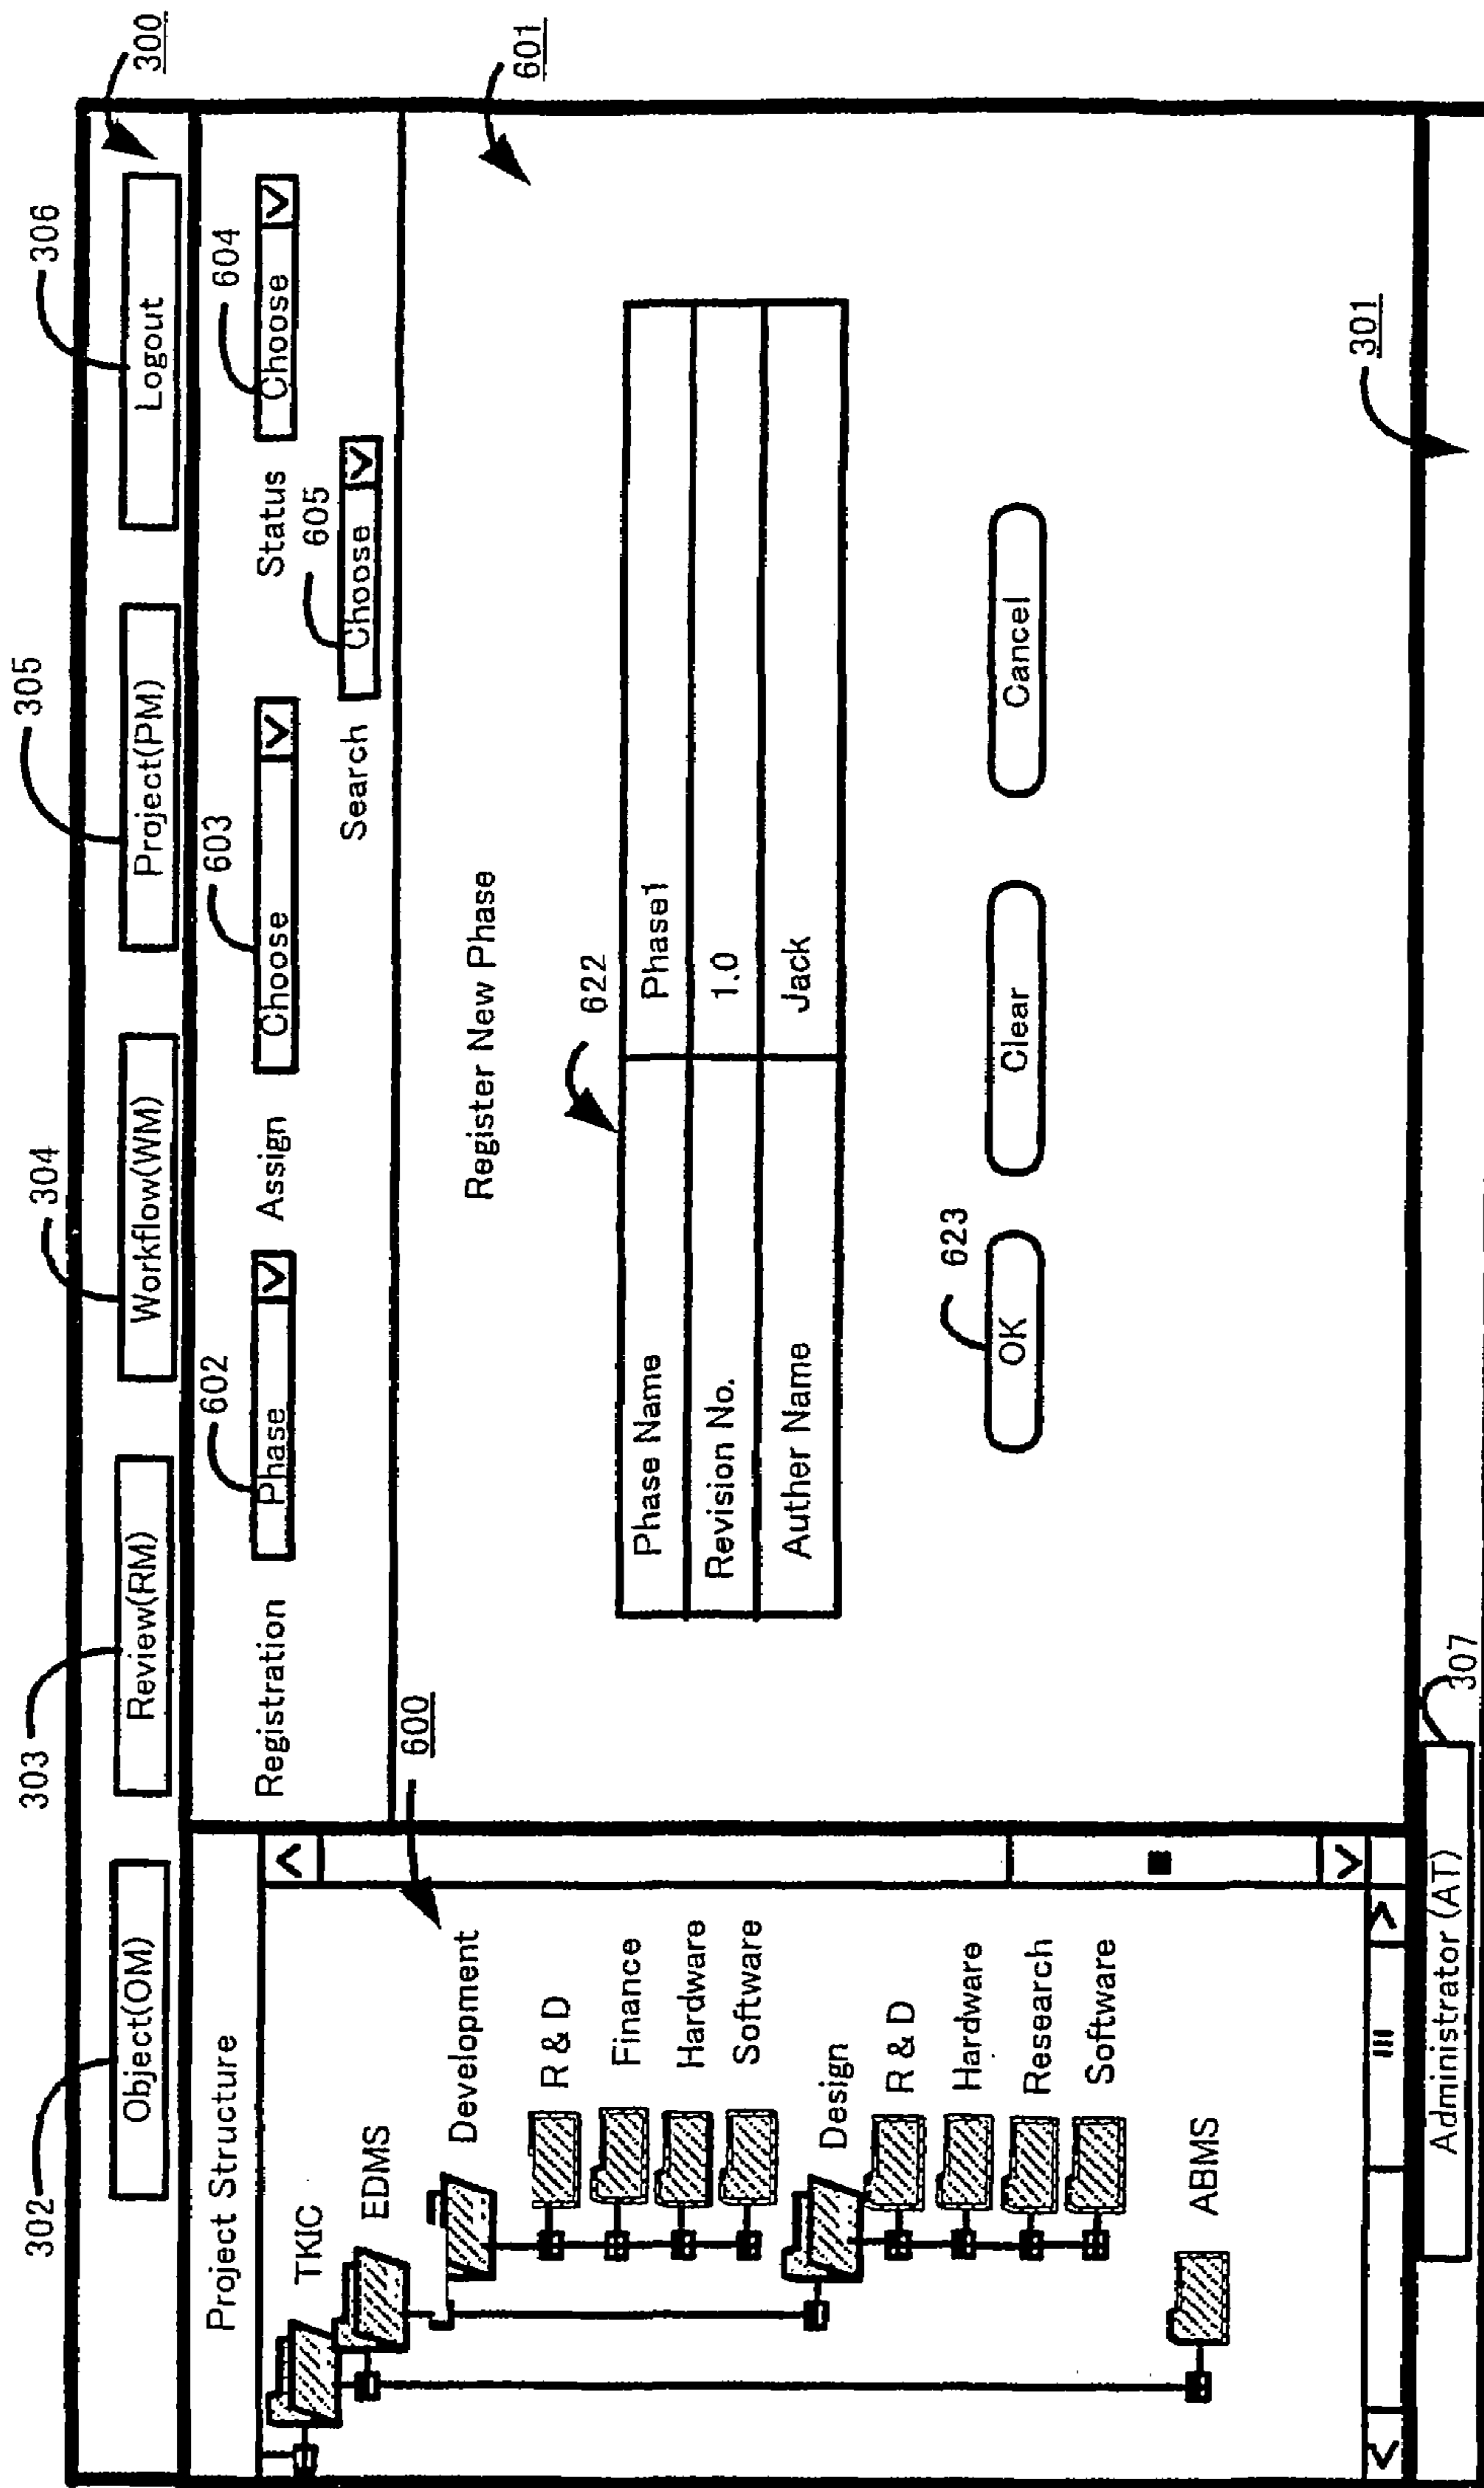 300
302
303
304
305
306
Object(OM)
Review(RM)
Workflow(WM)
Project(PM)
Logout
Project Structure
602
603
604
Registration
Phase
Assign
Choose
Status
Choose
605
Search
Choose
600
601
TKIC
EDMS
Development
R & D
Finance
Hardware
Software
Design
R & D
Hardware
Research
Software
ABMS
Register New Phase
622
Phase Name
Phase1
Revision No.
1.0
Auther Name
Jack
623
OK
Clear
Cancel
301
307
Administrator (AT)